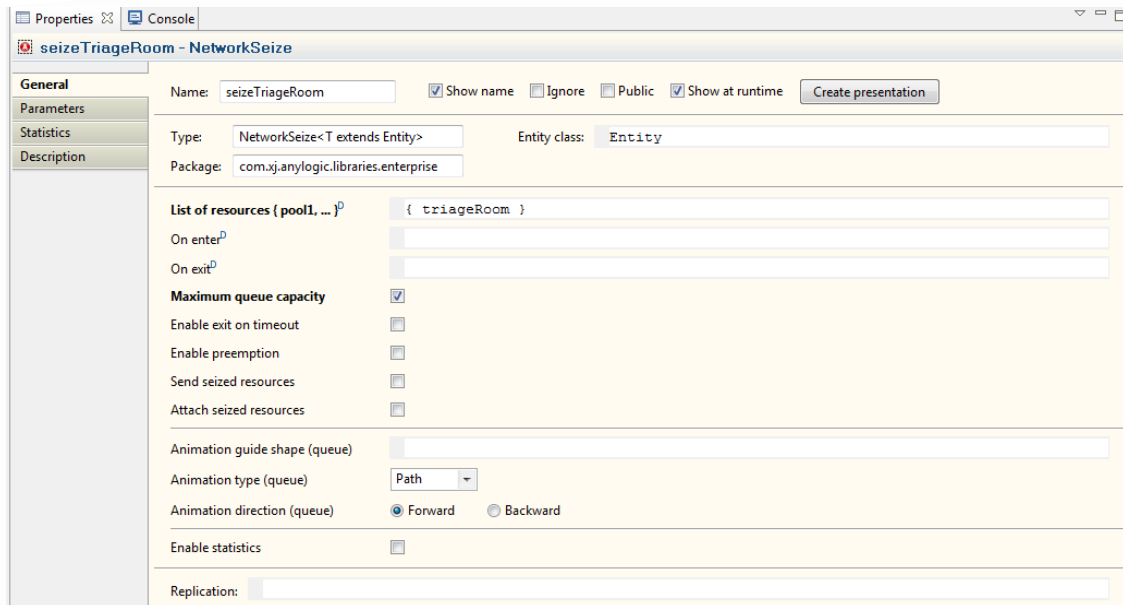 Properties Console
seizeTriageRoom - NetworkSeize
General
Parameters
Statistics
Description
Name: seizeTriageRoom Show name Ignore Public Show at runtime Create presentation
Type: NetworkSeize<T extends Entity> Entity class: Entity
Package: com.xj.anylogic.libraries.enterprise
List of resources { pool1, ... }D { triageRoom }
On enterD
On exitD
Maximum queue capacity
Enable exit on timeout
Enable preemption
Send seized resources
Attach seized resources
Animation guide shape (queue)
Animation type (queue) Path
Animation direction (queue) Forward Backward
Enable statistics
Replication: